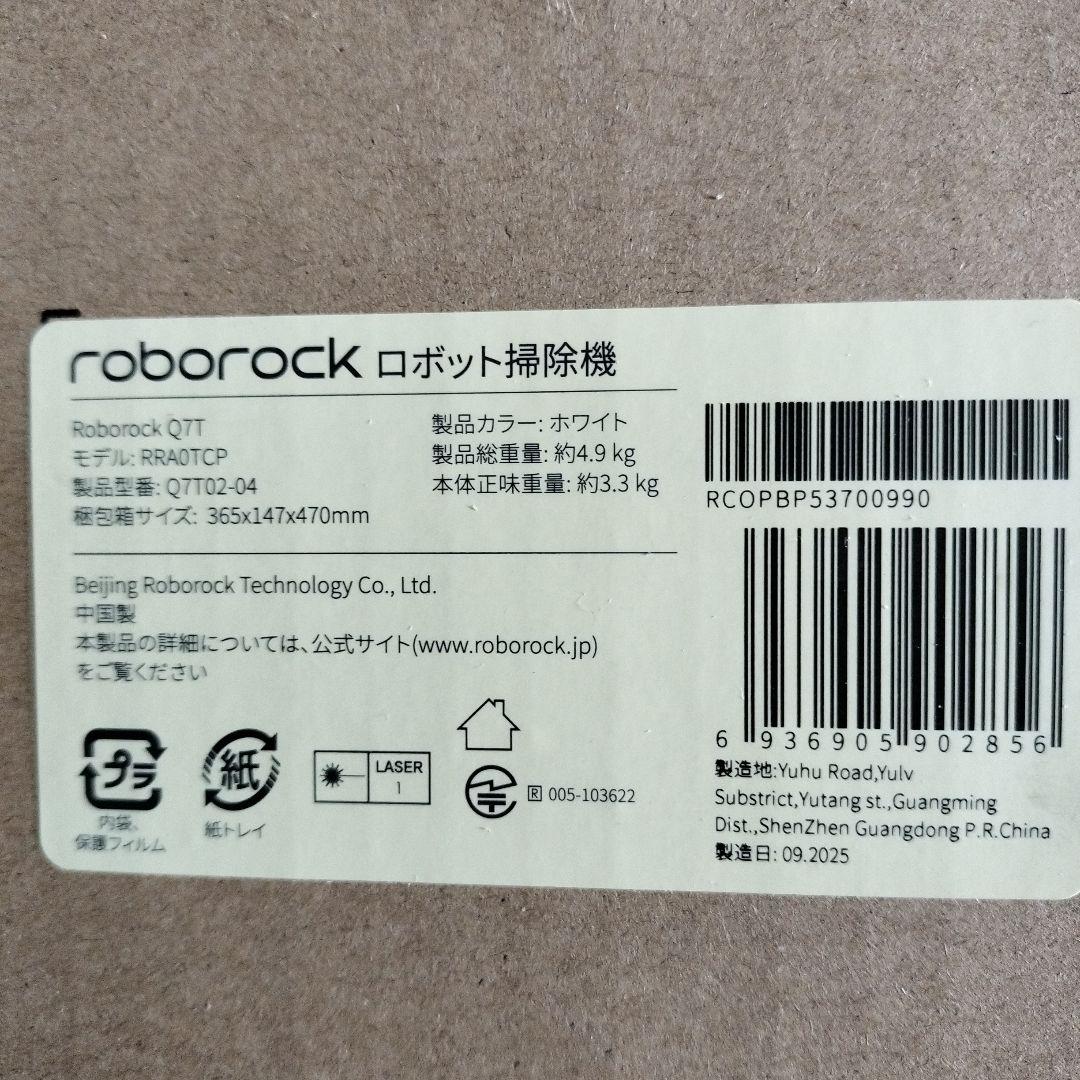 roborock ロボット掃除機
Roborock Q7T
モデル: RRA0TCP
製品型番: Q7T02-04
梱包箱サイズ: 365x147x470mm
製品カラー: ホワイト
製品総重量: 約4.9 kg
本体正味重量: 約3.3 kg
Beijing Roborock Technology Co., Ltd.
中国製
本製品の詳細については、公式サイト(www.roborock.jp)
をご覧ください
プラ
内袋、
保護フィルム
紙
紙トレイ
LASER
1
R 005-103622
RCOPBP53700990
6 936905 902856
製造地:Yuhu Road,Yulv
Substrict,Yutang st.,Guangming
Dist.,ShenZhen Guangdong P.R.China
製造日: 09.2025